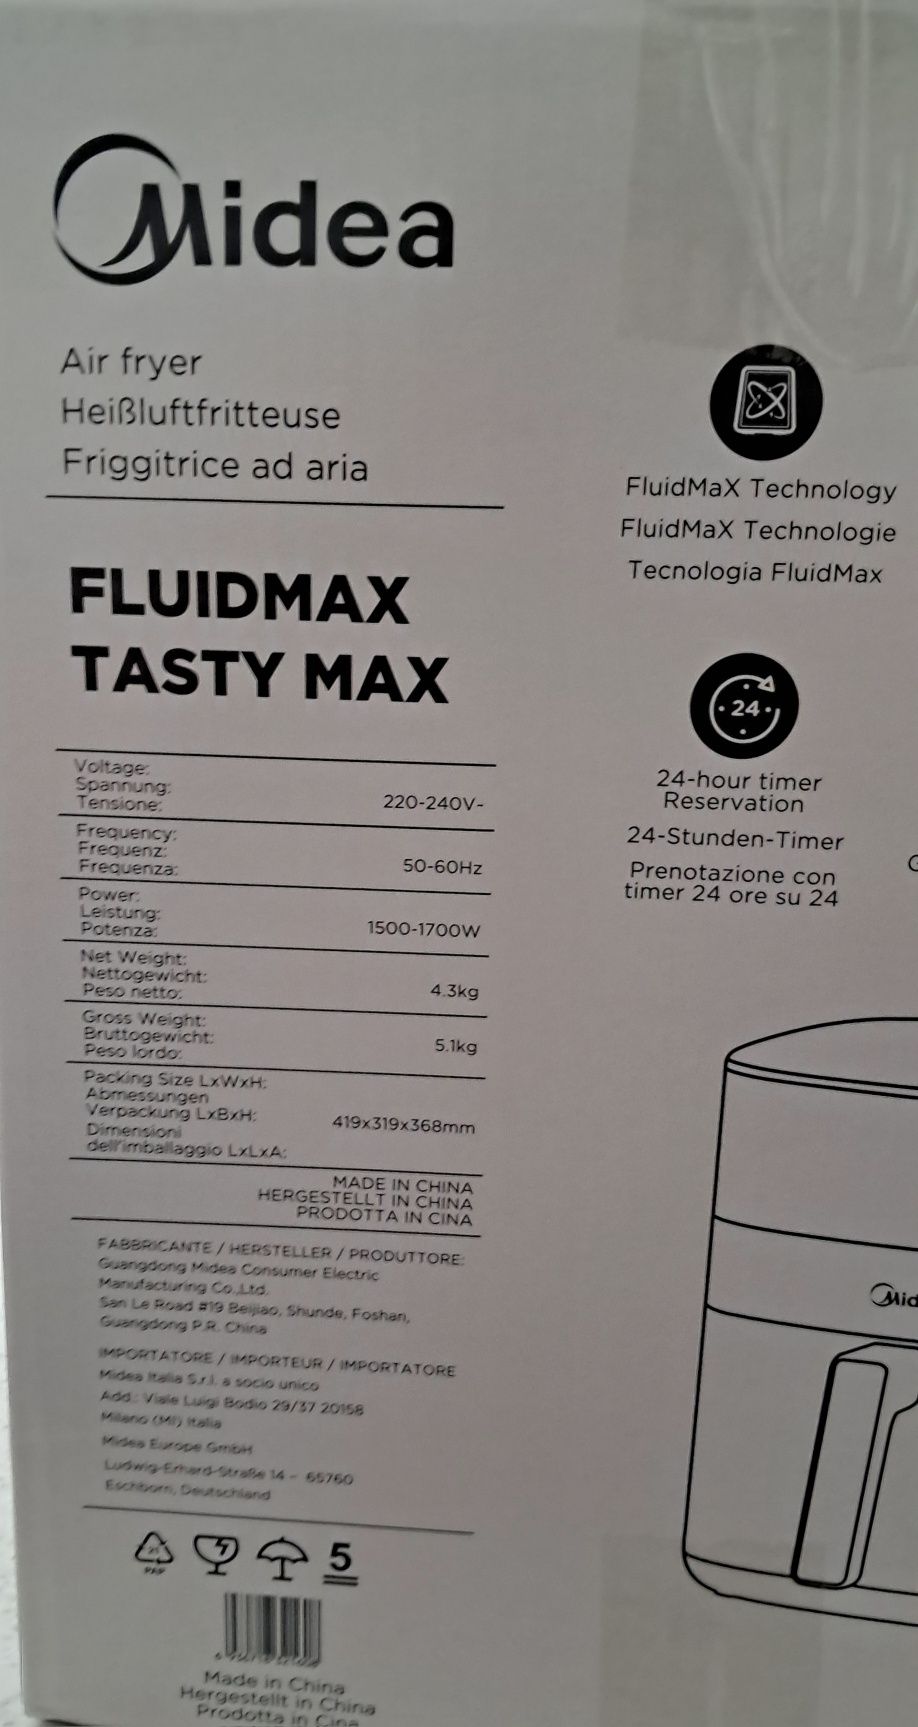 Midea
Air fryer
Heißluftfritteuse
Friggitrice ad aria
FLUIDMAX
TASTY MAX
Voltage:
Spannung:
Tensione: 220-240V~
Frequency:
Frequenz:
Frequenza: 50-60Hz
Power:
Leistung:
Potenza: 1500-1700W
Net Weight:
Nettogewicht:
Peso netto: 4.3kg
Gross Weight:
Bruttogewicht:
Peso lordo: 5.1kg
Packing Size LxWxH:
Abmessungen
Verpackung LxBxH: 419x319x368mm
Dimensioni
dell'imballaggio LxLxA:
MADE IN CHINA
HERGESTELLT IN CHINA
PRODOTTA IN CINA
FABBRICANTE / HERSTELLER / PRODUTTORE:
Guangdong Midea Consumer Electric
Manufacturing Co.,Ltd.
San Le Road #19 Beijiao, Shunde, Foshan,
Guangdong P.R. China
IMPORTATORE / IMPORTEUR / IMPORTATORE
Midea Italia S.r.l. a socio unico
Add.: Viale Luigi Bodio 29/37 20158
Milano (MI) Italia
Midea Europe GmbH
Ludwig-Erhard-Straße 14 - 65760
Eschborn, Deutschland
PAP
5
Made in China
Hergestellt in China
Prodotta in Cina
FluidMaX Technology
FluidMaX Technologie
Tecnologia FluidMax
24
24-hour timer
Reservation
24-Stunden-Timer
Prenotazione con
timer 24 ore su 24
G
Mid